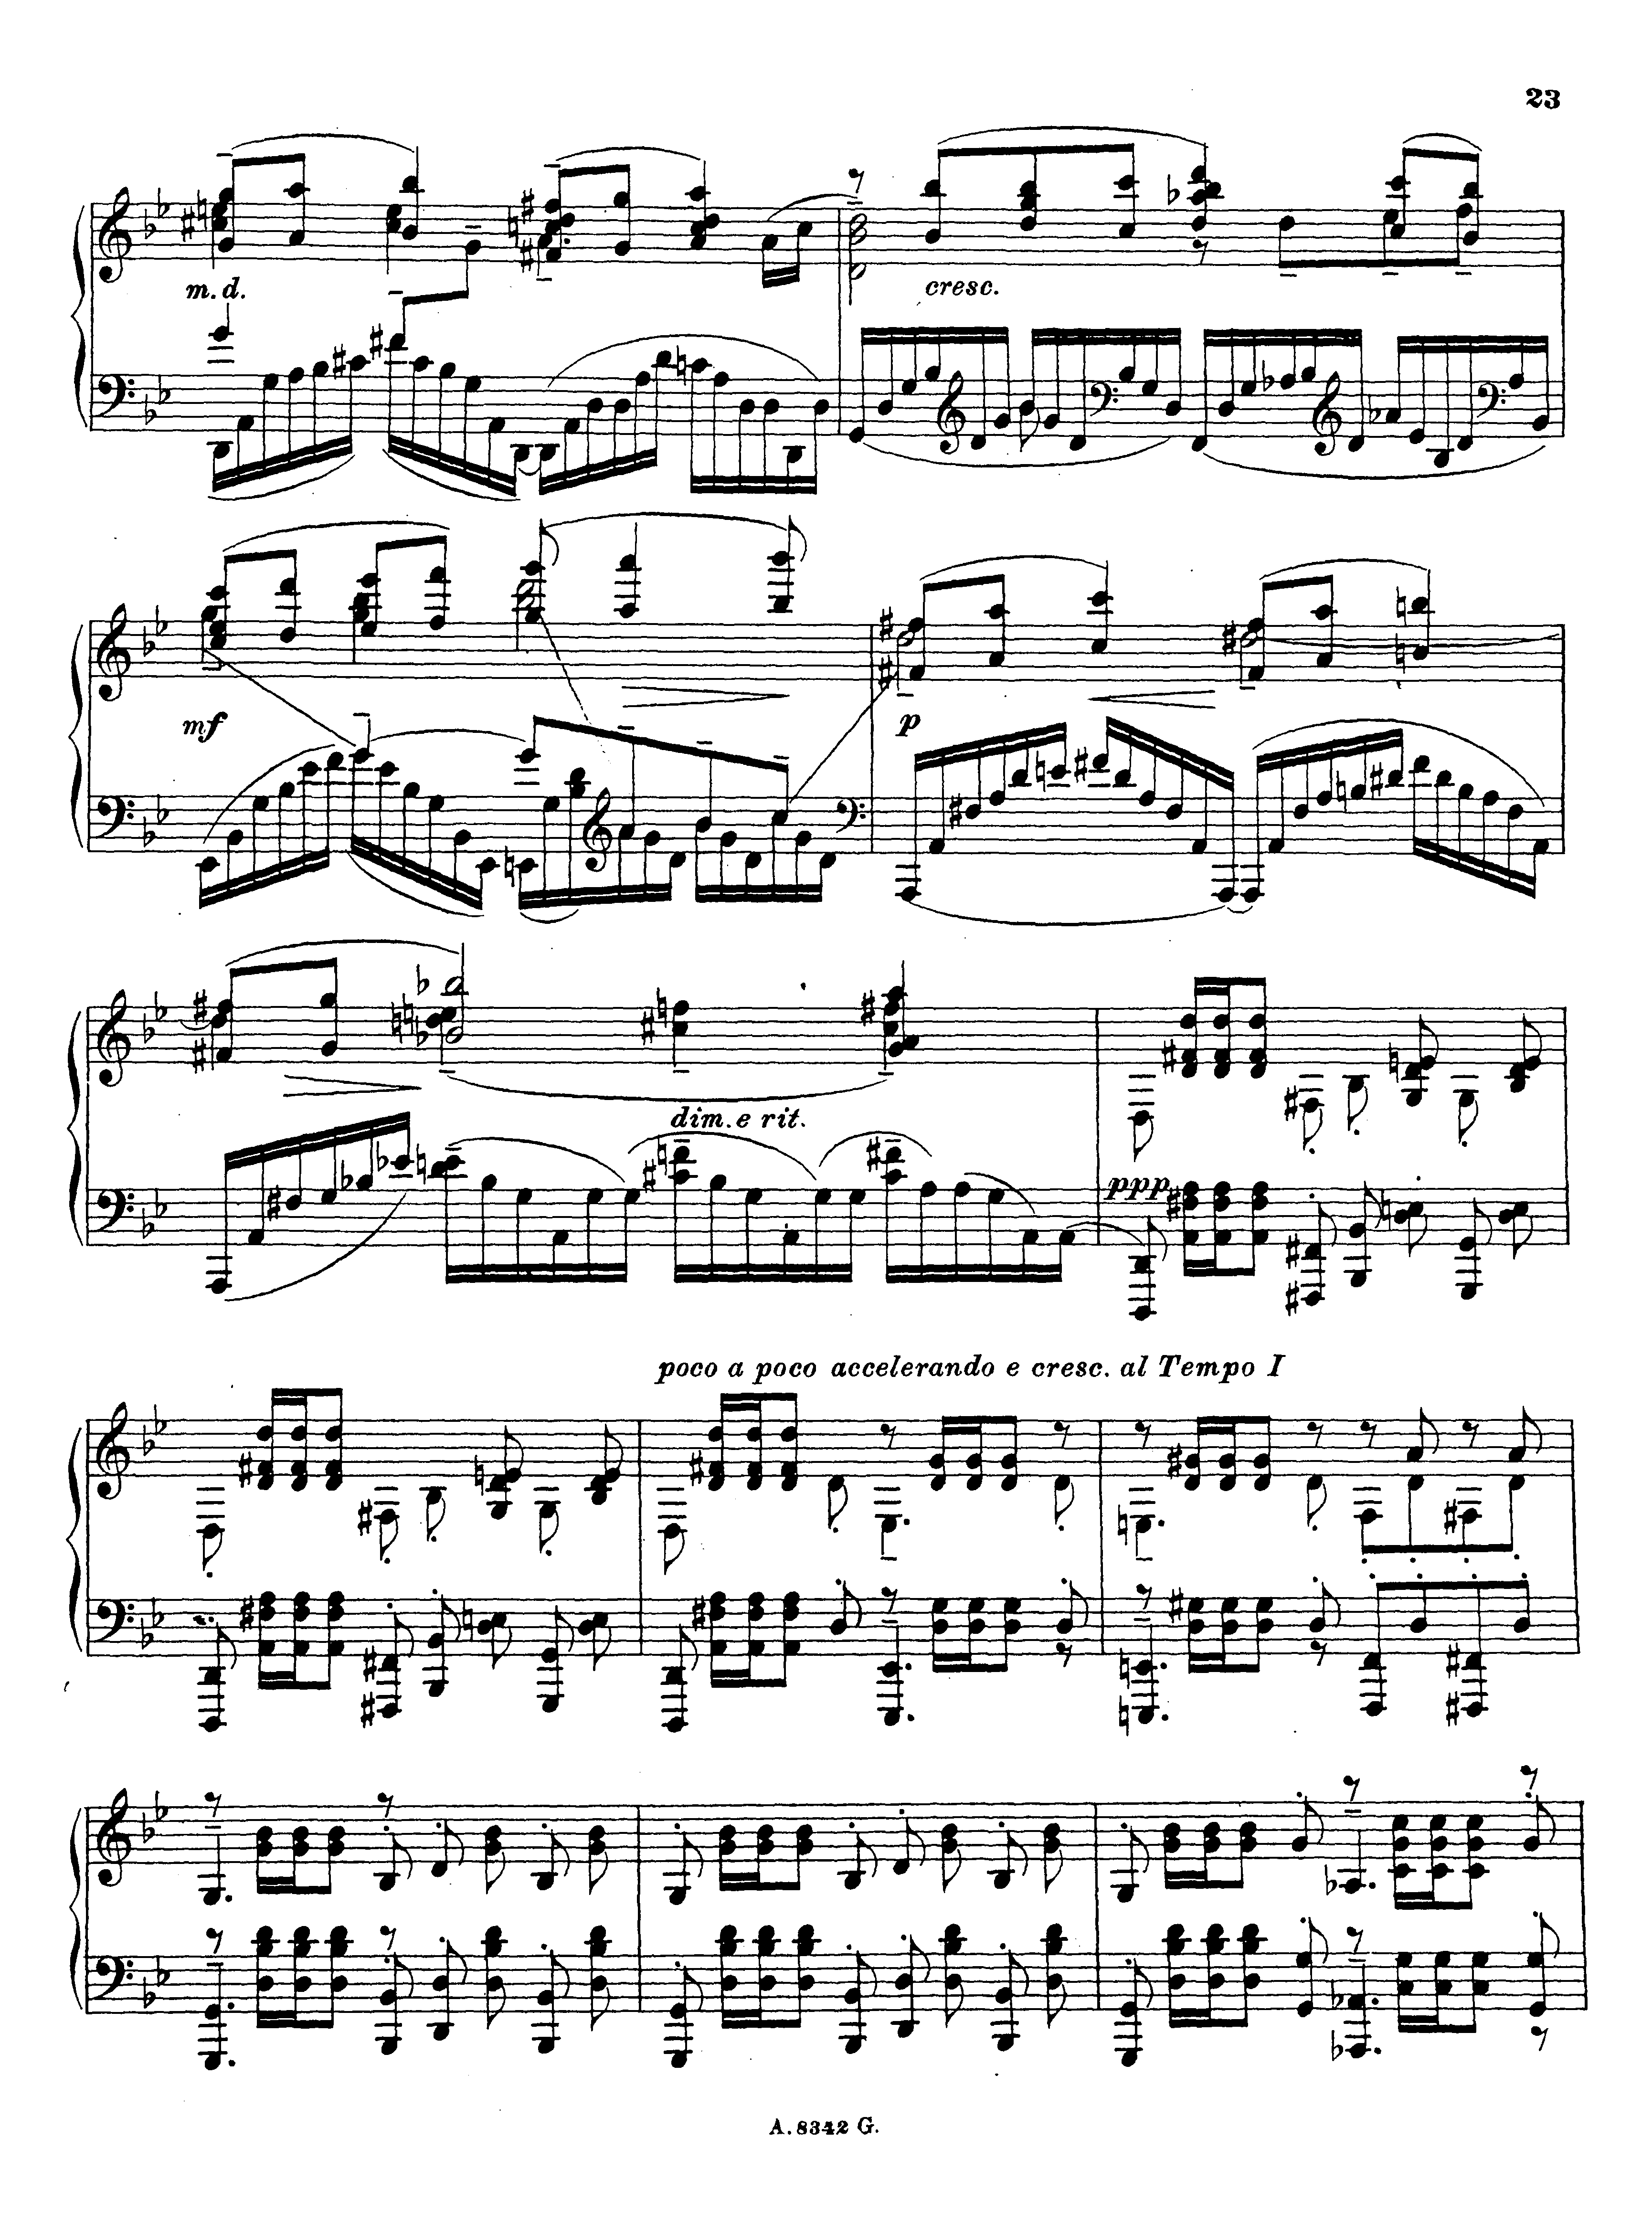 23
m.d.
cresc.
mf
p
dim. e rit.
ppp
poco a poco accelerando e cresc. al Tempo I
A. 8342 G.